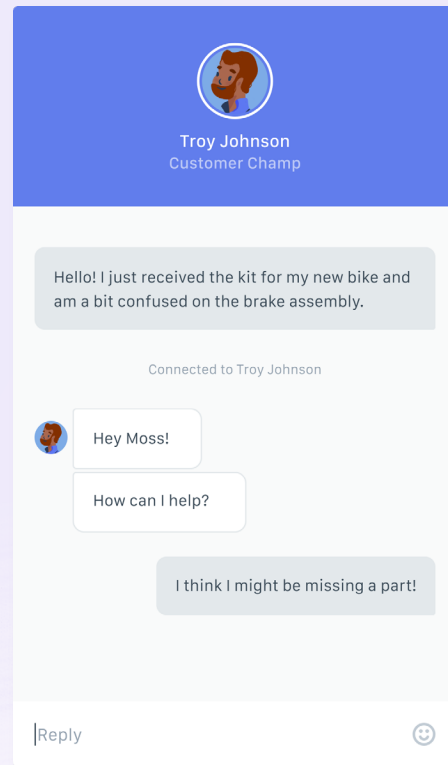 Troy Johnson
Customer Champ
Hello! I just received the kit for my new bike and
am a bit confused on the brake assembly.
Connected to Troy Johnson
Hey Moss!
How can I help?
I think I might be missing a part!
Reply